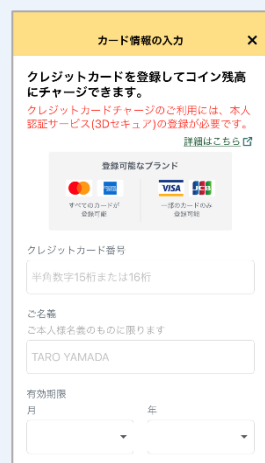 カード情報の入力 ×
クレジットカードを登録してコイン残高
にチャージできます。
クレジットカードチャージのご利用には、本人
認証サービス(3Dセキュア)の登録が必要です。
詳細はこちら
登録可能なブランド
VISA JCB
すべてのカードが
登録可能
一部のカードのみ
登録可能
クレジットカード番号
半角数字15桁または16桁
ご名義
ご本人様名義のものに限ります
TARO YAMADA
有効期限
月 年